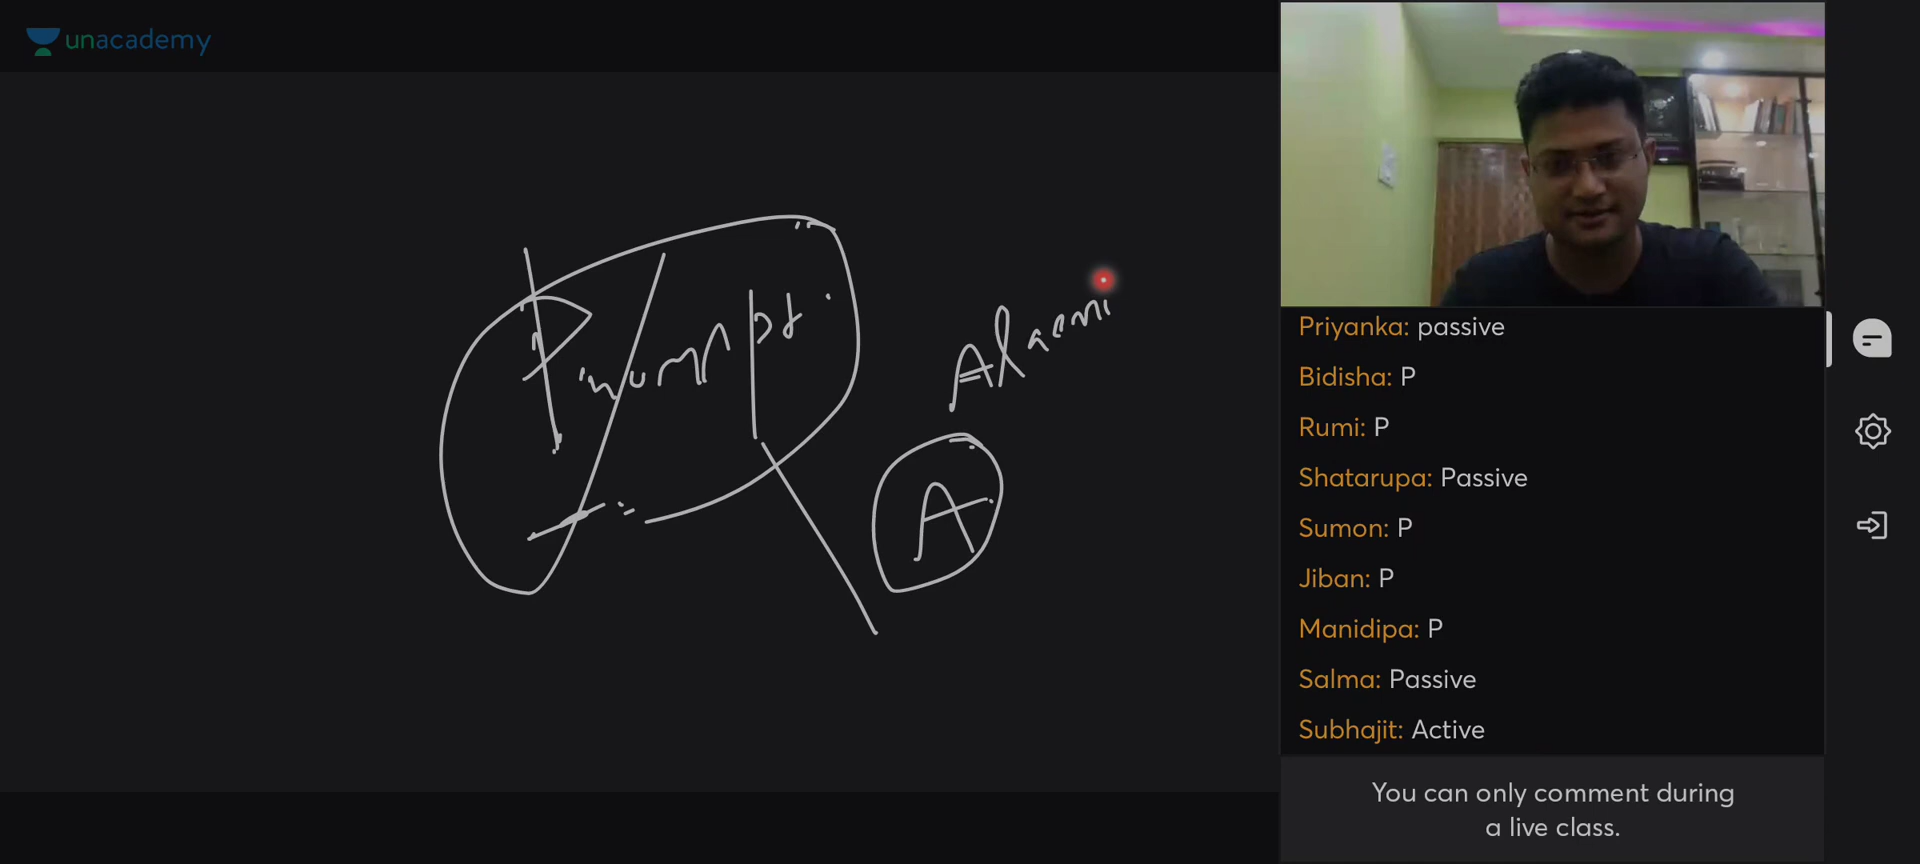 unacademy
A
Priyanka: passive
Bidisha: P
Rumi: P
Shatarupa: Passive
Sumon: P
Jiban: P
Manidipa: P
Salma: Passive
Subhajit: Active
You can only comment during
a live class.